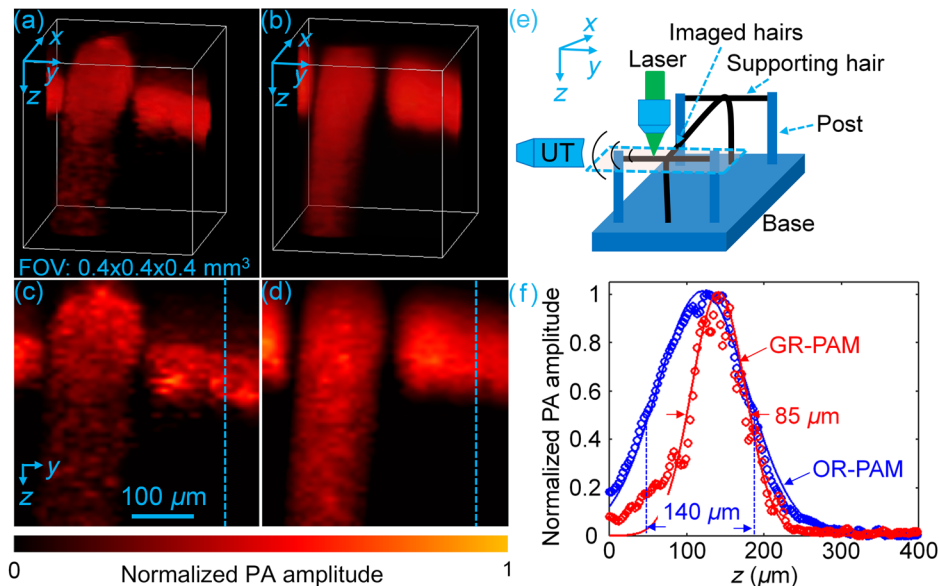 (a)
x
y
z
FOV: 0.4x0.4x0.4 mm³
(b)
x
y
z
(c)
y
z
100 µm
(d)
0 Normalized PA amplitude 1
(e)
x
y
z
Imaged hairs
Laser
Supporting hair
Post
UT
Base
(f)
Normalized PA amplitude
1
0.8
0.6
0.4
0.2
0
GR-PAM
85 µm
OR-PAM
140 µm
0 100 200 300 400
z (µm)